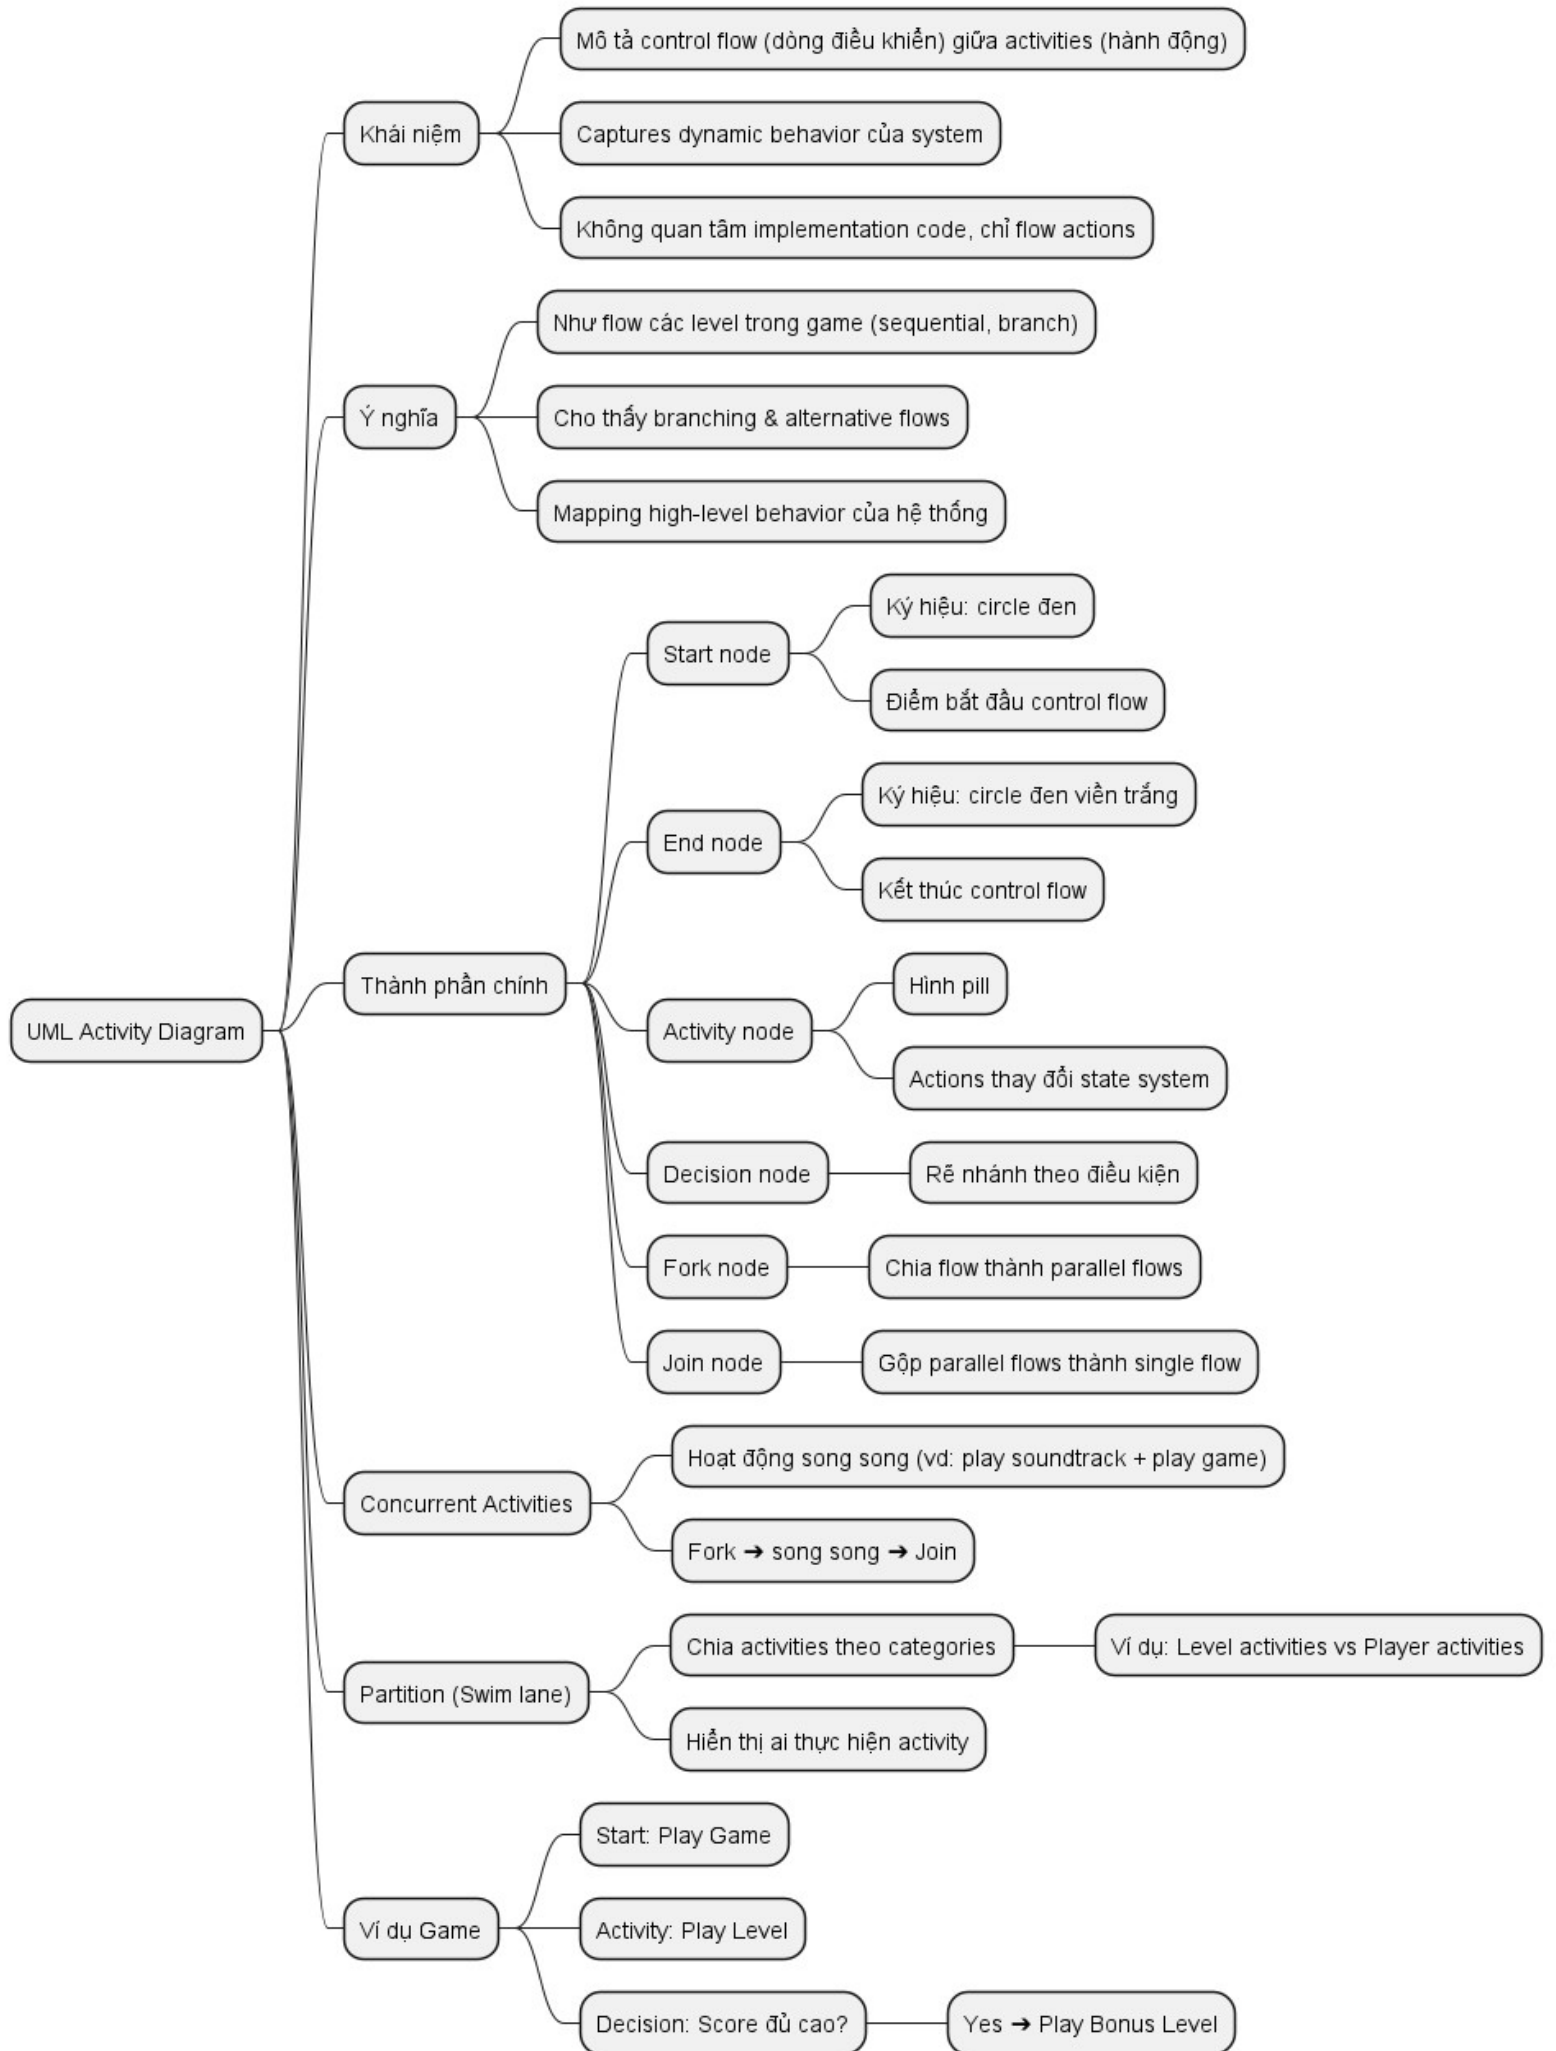 UML Activity Diagram
Khái niệm
Mô tả control flow (dòng điều khiển) giữa activities (hành động)
Captures dynamic behavior của system
Không quan tâm implementation code, chỉ flow actions
Ý nghĩa
Như flow các level trong game (sequential, branch)
Cho thấy branching & alternative flows
Mapping high-level behavior của hệ thống
Thành phần chính
Start node
Ký hiệu: circle đen
Điểm bắt đầu control flow
End node
Ký hiệu: circle đen viền trắng
Kết thúc control flow
Activity node
Hình pill
Actions thay đổi state system
Decision node
Rẽ nhánh theo điều kiện
Fork node
Chia flow thành parallel flows
Join node
Gộp parallel flows thành single flow
Concurrent Activities
Hoạt động song song (vd: play soundtrack + play game)
Fork ➔ song song ➔ Join
Partition (Swim lane)
Chia activities theo categories
Ví dụ: Level activities vs Player activities
Hiển thị ai thực hiện activity
Ví dụ Game
Start: Play Game
Activity: Play Level
Decision: Score đủ cao?
Yes ➔ Play Bonus Level